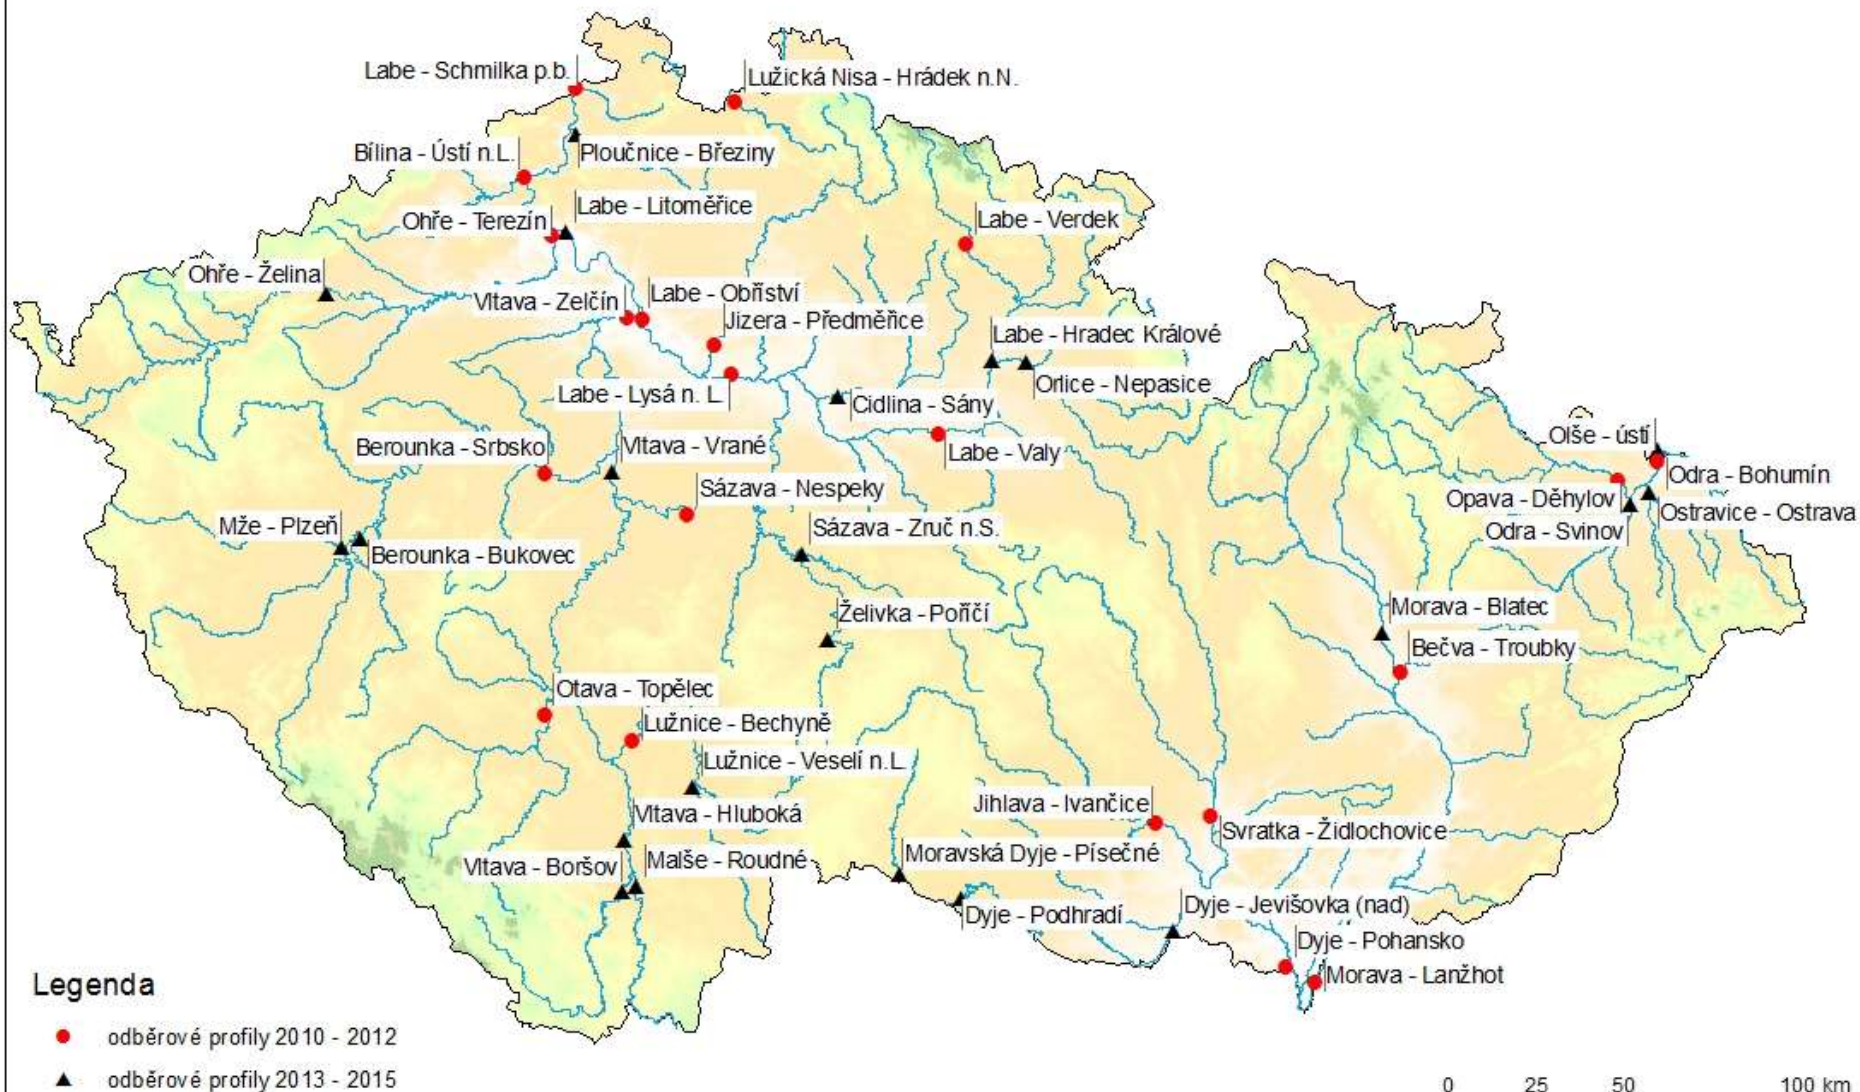 Labe - Schmilka p.b.
Lužická Nisa - Hrádek n.N.
Bílina - Ústí n.L.
Ploučnice - Březiny
Labe - Litoměřice
Ohře - Terezín
Labe - Verdek
Ohře - Želina
Vltava - Zelčín
Labe - Obříství
Jizera - Předměřice
Labe - Hradec Králové
Orlice - Nepasice
Labe - Lysá n. L.
Cidlina - Sány
Berounka - Srbsko
Vltava - Vrané
Labe - Valy
Olše - ústí
Odra - Bohumín
Sázava - Nespeky
Opava - Děhylov
Ostravice - Ostrava
Mže - Plzeň
Sázava - Zruč n.S.
Odra - Svinov
Berounka - Bukovec
Želivka - Poříčí
Morava - Blatec
Bečva - Troubky
Otava - Topělec
Lužnice - Bechyně
Lužnice - Veselí n.L.
Jihlava - Ivančice
Vltava - Hluboká
Svratka - Židlochovice
Moravská Dyje - Písečné
Vltava - Boršov
Malše - Roudné
Dyje - Podhradí
Dyje - Jevišovka (nad)
Dyje - Pohansko
Morava - Lanžhot
Legenda
odběrové profily 2010 - 2012
odběrové profily 2013 - 2015
0 25 50 100 km